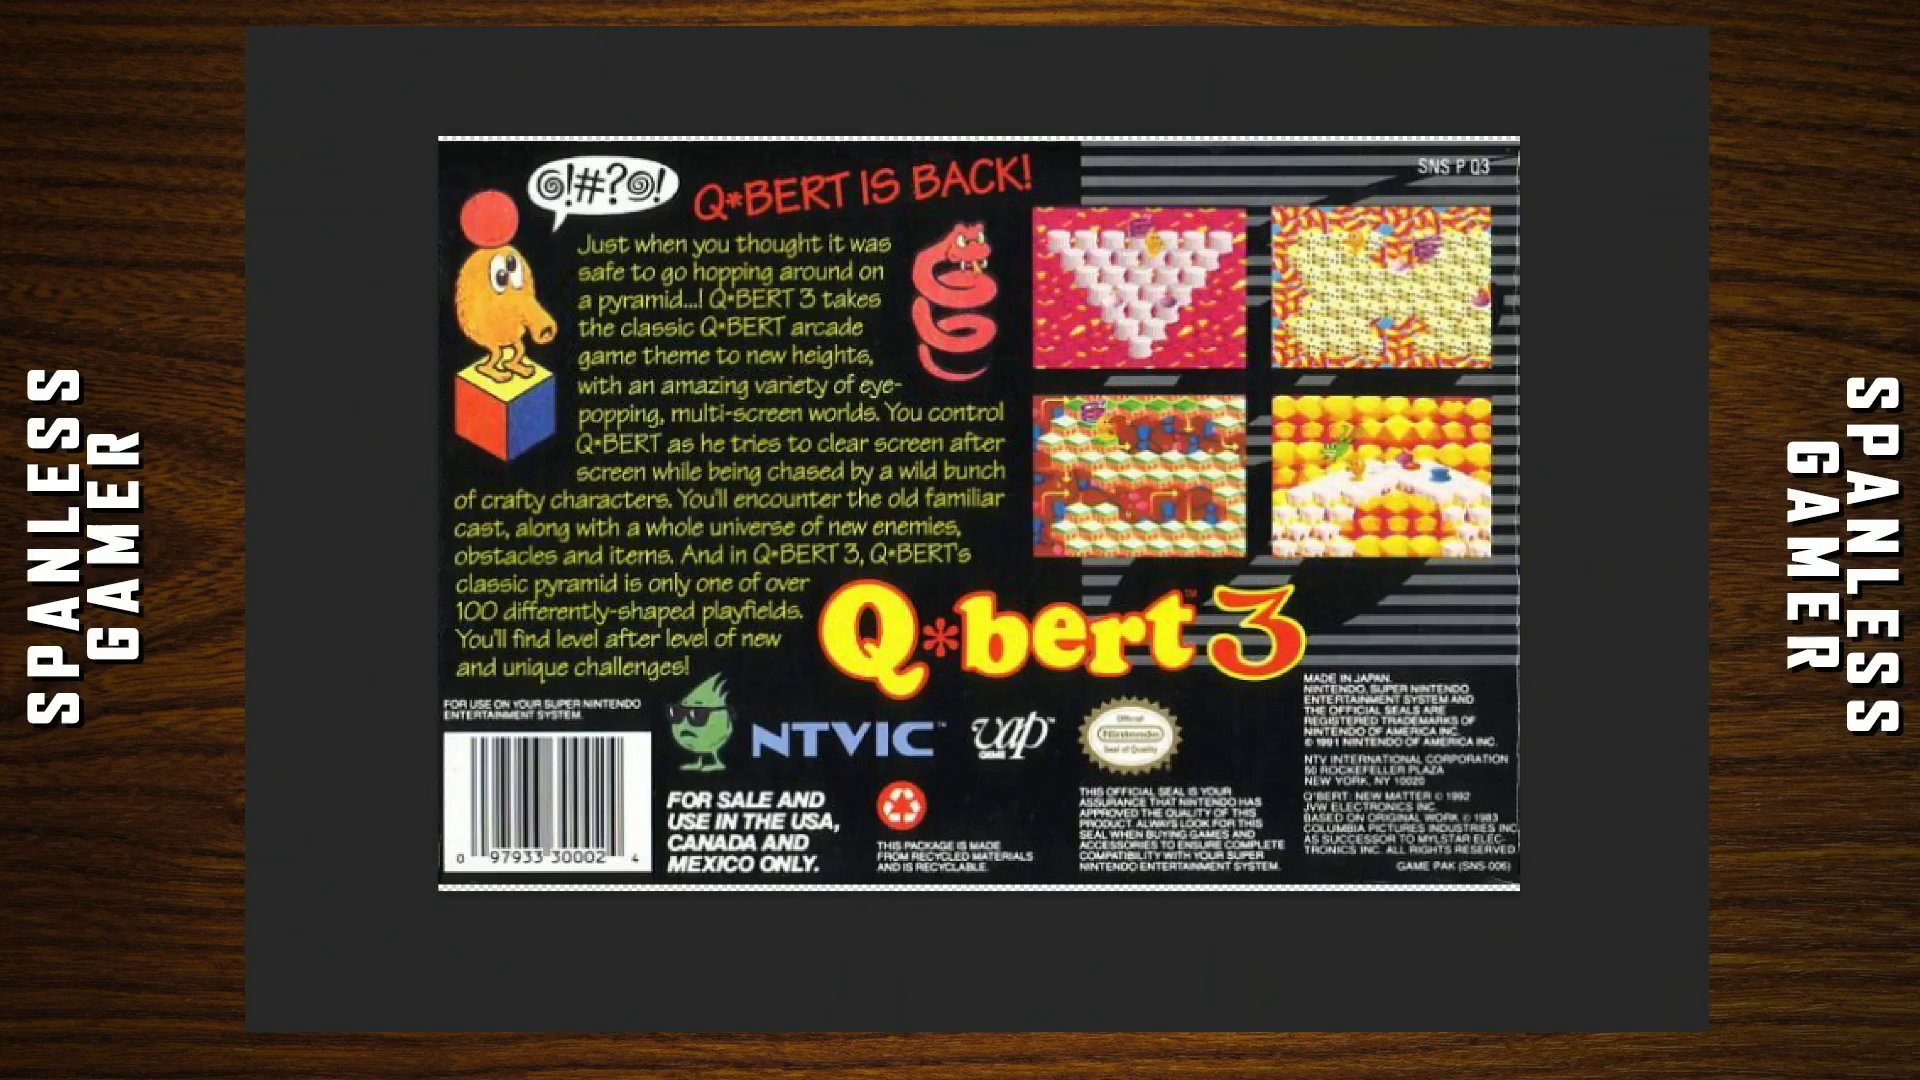 SPANLESS
GAMER
@!#?@!
Q*BERT IS BACK!
SNS P Q3
Just when you thought it was
safe to go hopping around on
a pyramid...! Q*BERT 3 takes
the classic Q*BERT arcade
game theme to new heights,
with an amazing variety of eye-
popping, multi-screen worlds. You control
Q*BERT as he tries to clear screen after
screen while being chased by a wild bunch
of crafty characters. You'll encounter the old familiar
cast, along with a whole universe of new enemies,
obstacles and items. And in Q*BERT 3, Q*BERT's
classic pyramid is only one of over
100 differently-shaped playfields.
You'll find level after level of new
and unique challenges!
Q*bert™ 3
FOR USE ON YOUR SUPER NINTENDO
ENTERTAINMENT SYSTEM.
0 97933 30002 4
NTVIC™
vap™
GAME
Official
Nintendo
Seal of Quality
FOR SALE AND
USE IN THE USA,
CANADA AND
MEXICO ONLY.
THIS PACKAGE IS MADE
FROM RECYCLED MATERIALS
AND IS RECYCLABLE.
THIS OFFICIAL SEAL IS YOUR
ASSURANCE THAT NINTENDO HAS
APPROVED THE QUALITY OF THIS
PRODUCT. ALWAYS LOOK FOR THIS
SEAL WHEN BUYING GAMES AND
ACCESSORIES TO ENSURE COMPLETE
COMPATIBILITY WITH YOUR SUPER
NINTENDO ENTERTAINMENT SYSTEM.
MADE IN JAPAN.
NINTENDO, SUPER NINTENDO
ENTERTAINMENT SYSTEM AND
THE OFFICIAL SEALS ARE
REGISTERED TRADEMARKS OF
NINTENDO OF AMERICA INC.
© 1991 NINTENDO OF AMERICA INC.
NTV INTERNATIONAL CORPORATION
50 ROCKEFELLER PLAZA
NEW YORK, NY 10020
Q*BERT: NEW MATTER © 1992
JVW ELECTRONICS INC.
BASED ON ORIGINAL WORK © 1983
COLUMBIA PICTURES INDUSTRIES INC.
AS SUCCESSOR TO MYLSTAR ELEC-
TRONICS INC. ALL RIGHTS RESERVED.
GAME PAK (SNS-006)
SPANLESS
GAMER